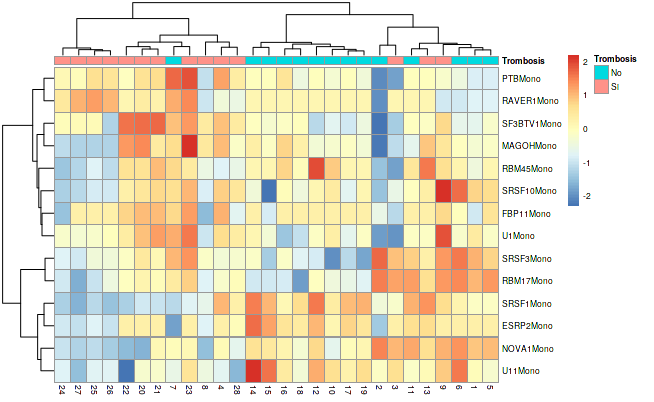 Trombosis
PTBMono
RAVER1Mono
SF3BTV1Mono
MAGOHMono
RBM45Mono
SRSF10Mono
FBP11Mono
U1Mono
SRSF3Mono
RBM17Mono
SRSF1Mono
ESRP2Mono
NOVA1Mono
U11Mono
24 27 25 26 22 20 21 7 23 8 4 28 14 15 16 18 12 10 17 19 2 3 11 13 9 6 1 5
2
1
0
-1
-2
Trombosis
No
SI